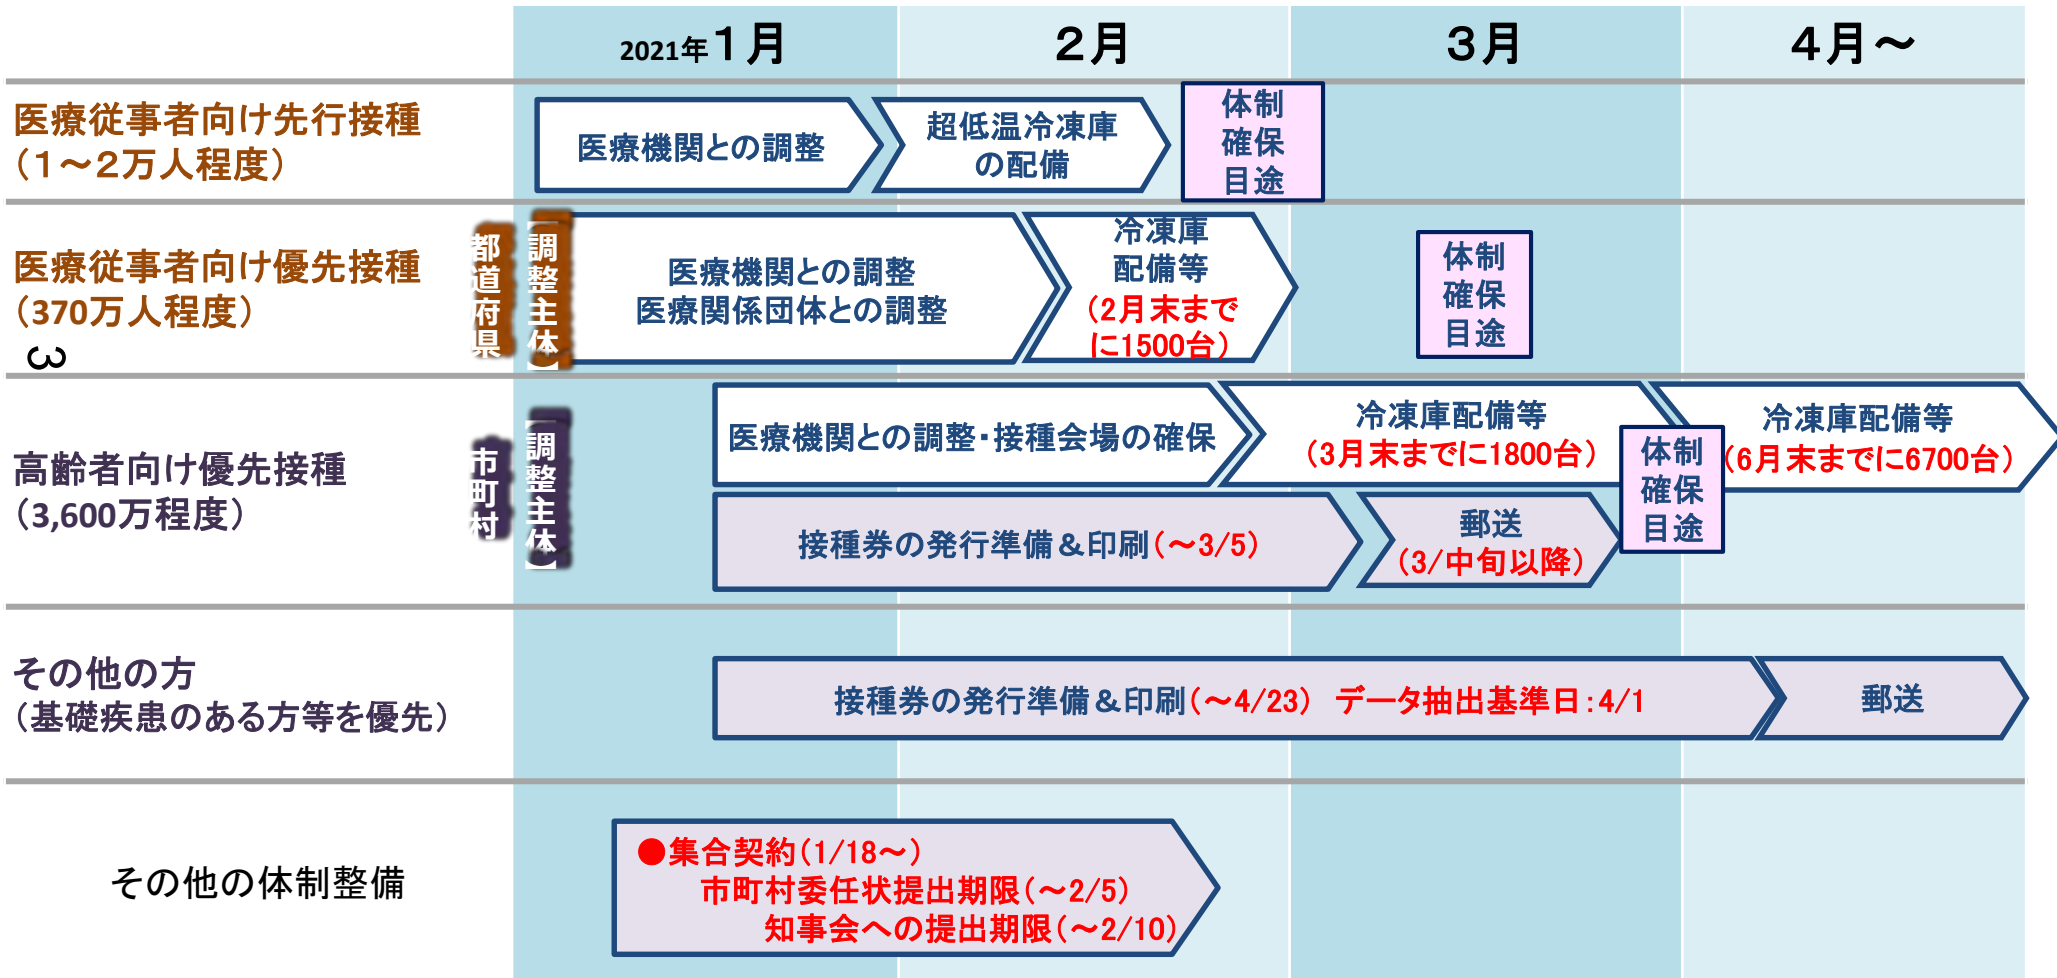 2021年1月
2月
3月
4月～
医療従事者向け先行接種
（1～2万人程度）
医療機関との調整
超低温冷凍庫
の配備
体制
確保
目途
医療従事者向け優先接種
（370万人程度）
3
【調整主体】
都道府県
医療機関との調整
医療関係団体との調整
冷凍庫
配備等
（2月末まで
に1500台）
体制
確保
目途
高齢者向け優先接種
（3,600万程度）
【調整主体】
市町村
医療機関との調整・接種会場の確保
冷凍庫配備等
（3月末までに1800台）
冷凍庫配備等
（6月末までに6700台）
体制
確保
目途
接種券の発行準備＆印刷（～3/5）
郵送
（3/中旬以降）
その他の方
（基礎疾患のある方等を優先）
接種券の発行準備＆印刷（～4/23） データ抽出基準日：4/1
郵送
その他の体制整備
●集合契約（1/18～）
市町村委任状提出期限（～2/5）
知事会への提出期限（～2/10）